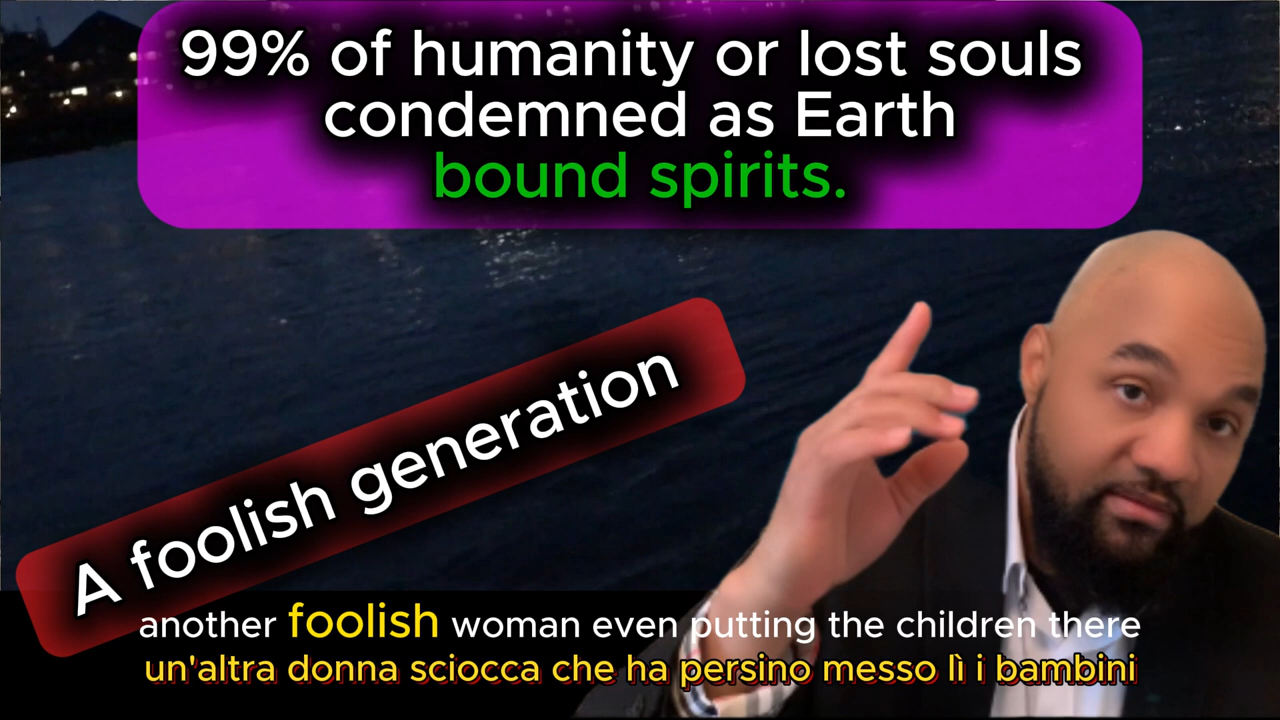 99% of humanity or lost souls
condemned as Earth
bound spirits.
A foolish generation
another foolish woman even putting the children there
un'altra donna sciocca che ha persino messo lì i bambini